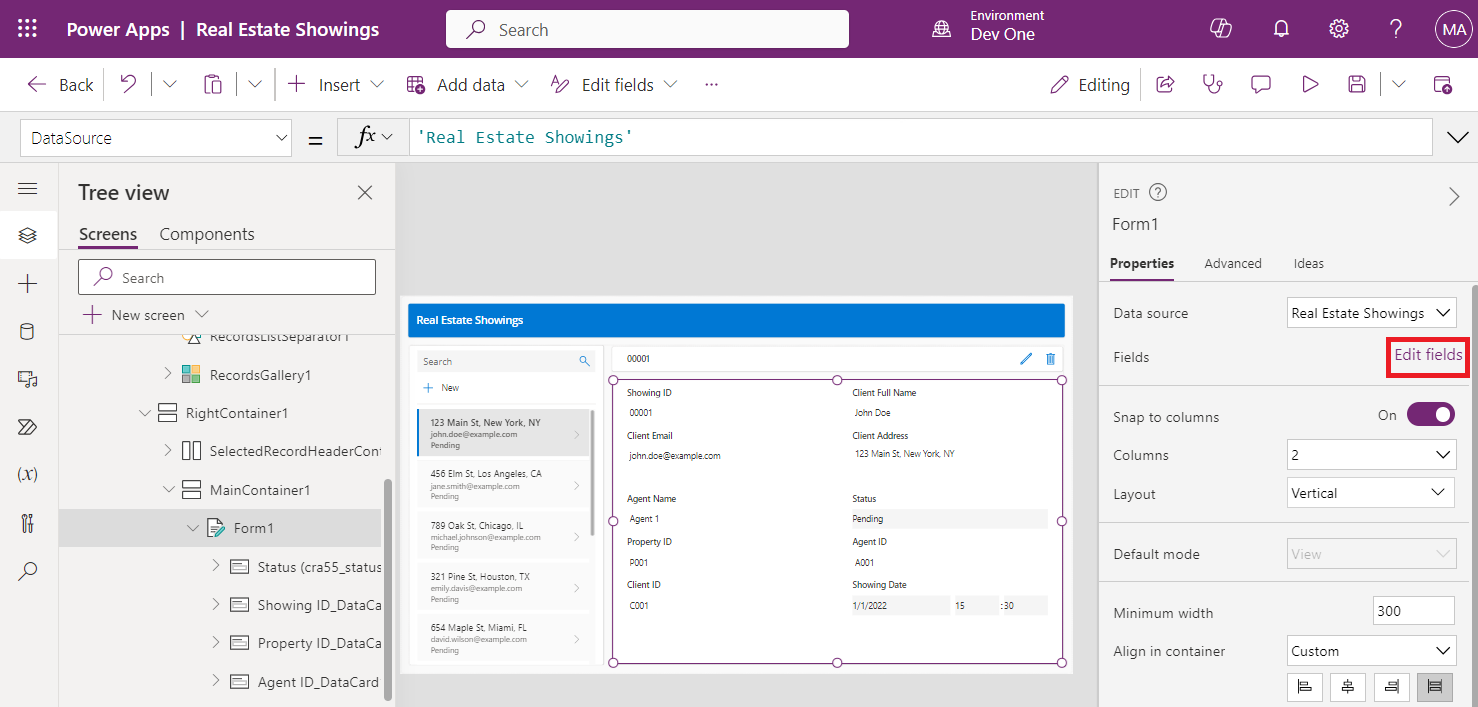 Power Apps | Real Estate Showings
Search
Environment
Dev One
MA
Back
Insert
Add data
Edit fields
...
Editing
DataSource
=
fx
'Real Estate Showings'
Tree view
Screens
Components
Search
New screen
RecordsListSeparator1
RecordsGallery1
RightContainer1
SelectedRecordHeaderCont
MainContainer1
Form1
Status (cra55_status
Showing ID_DataCa
Property ID_DataCa
Agent ID_DataCard
Real Estate Showings
Search
New
123 Main St, New York, NY
john.doe@example.com
Pending
456 Elm St, Los Angeles, CA
jane.smith@example.com
Pending
789 Oak St, Chicago, IL
michael.johnson@example.com
Pending
321 Pine St, Houston, TX
emily.davis@example.com
Pending
654 Maple St, Miami, FL
david.wilson@example.com
Pending
00001
Showing ID
Client Full Name
00001
John Doe
Client Email
Client Address
john.doe@example.com
123 Main St, New York, NY
Agent Name
Status
Agent 1
Pending
Property ID
Agent ID
P001
A001
Client ID
Showing Date
C001
1/1/2022
15
:30
EDIT
Form1
Properties
Advanced
Ideas
Data source
Real Estate Showings
Fields
Edit fields
Snap to columns
On
Columns
2
Layout
Vertical
Default mode
View
Minimum width
300
Align in container
Custom